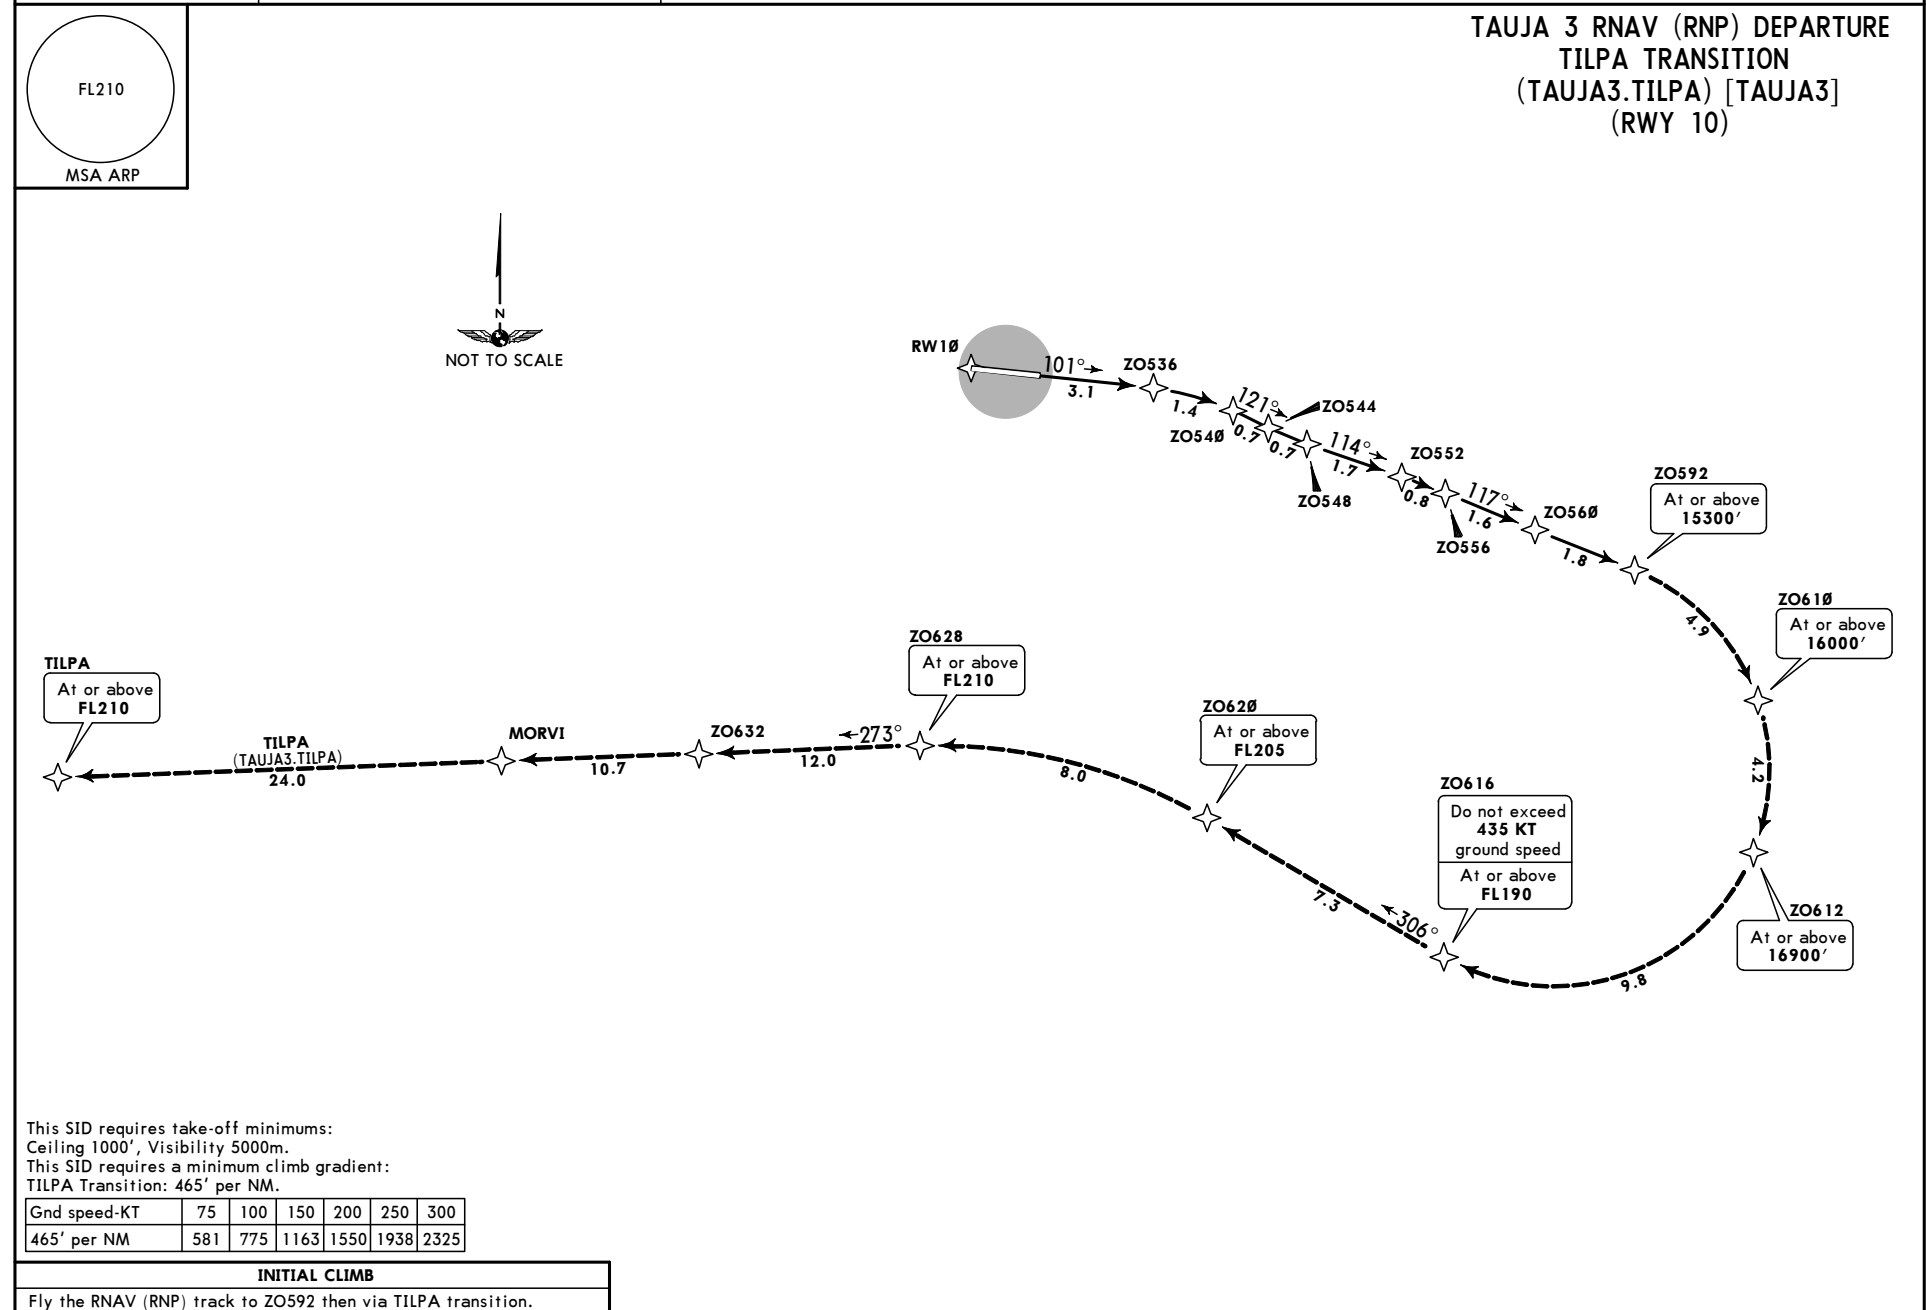 TAUJA 3 RNAV (RNP) DEPARTURE
TILPA TRANSITION
(TAUJA3.TILPA) [TAUJA3]
(RWY 10)
FL210
MSA ARP
N
NOT TO SCALE
RW1Ø
101°
3.1
ZO536
1.4
ZO54Ø
121°
0.7
ZO544
0.7
ZO548
114°
1.7
ZO552
0.8
ZO556
117°
1.6
ZO56Ø
1.8
ZO592
At or above
15300'
4.9
ZO61Ø
At or above
16000'
4.2
ZO612
At or above
16900'
9.8
ZO616
Do not exceed
435 KT
ground speed
At or above
FL190
306°
7.3
ZO62Ø
At or above
FL205
8.0
ZO628
At or above
FL210
273°
12.0
ZO632
10.7
MORVI
TILPA
(TAUJA3.TILPA)
24.0
TILPA
At or above
FL210
This SID requires take-off minimums:
Ceiling 1000', Visibility 5000m.
This SID requires a minimum climb gradient:
TILPA Transition: 465' per NM.
Gnd speed-KT 75 100 150 200 250 300
465' per NM 581 775 1163 1550 1938 2325
INITIAL CLIMB
Fly the RNAV (RNP) track to ZO592 then via TILPA transition.